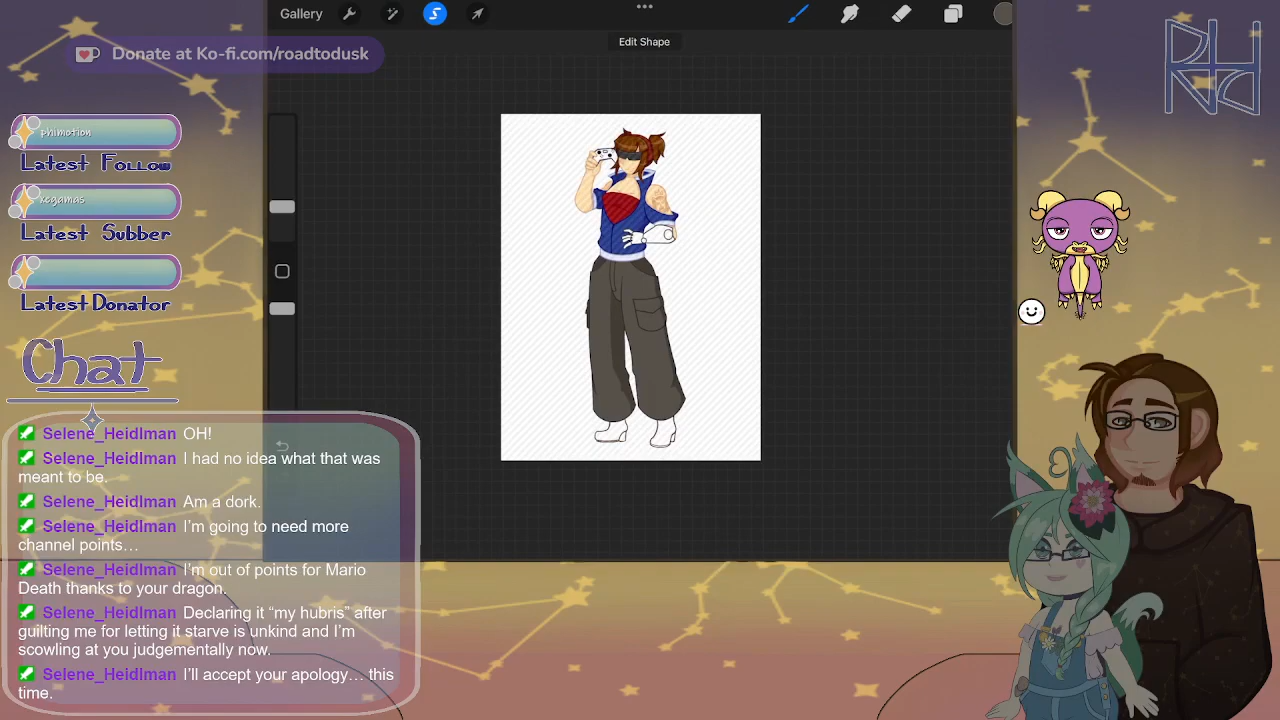 Gallery
Edit Shape
Donate at Ko-fi.com/roadtodusk
phimotion
Latest Follow
xcgamas
Latest Subber
Latest Donator
Chat
Selene_Heidlman OH!
Selene_Heidlman I had no idea what that was
meant to be.
Selene_Heidlman Am a dork.
Selene_Heidlman I'm going to need more
channel points…
Selene_Heidlman I'm out of points for Mario
Death thanks to your dragon.
Selene_Heidlman Declaring it “my hubris” after
guilting me for letting it starve is unkind and I'm
scowling at you judgementally now.
Selene_Heidlman I'll accept your apology… this
time.